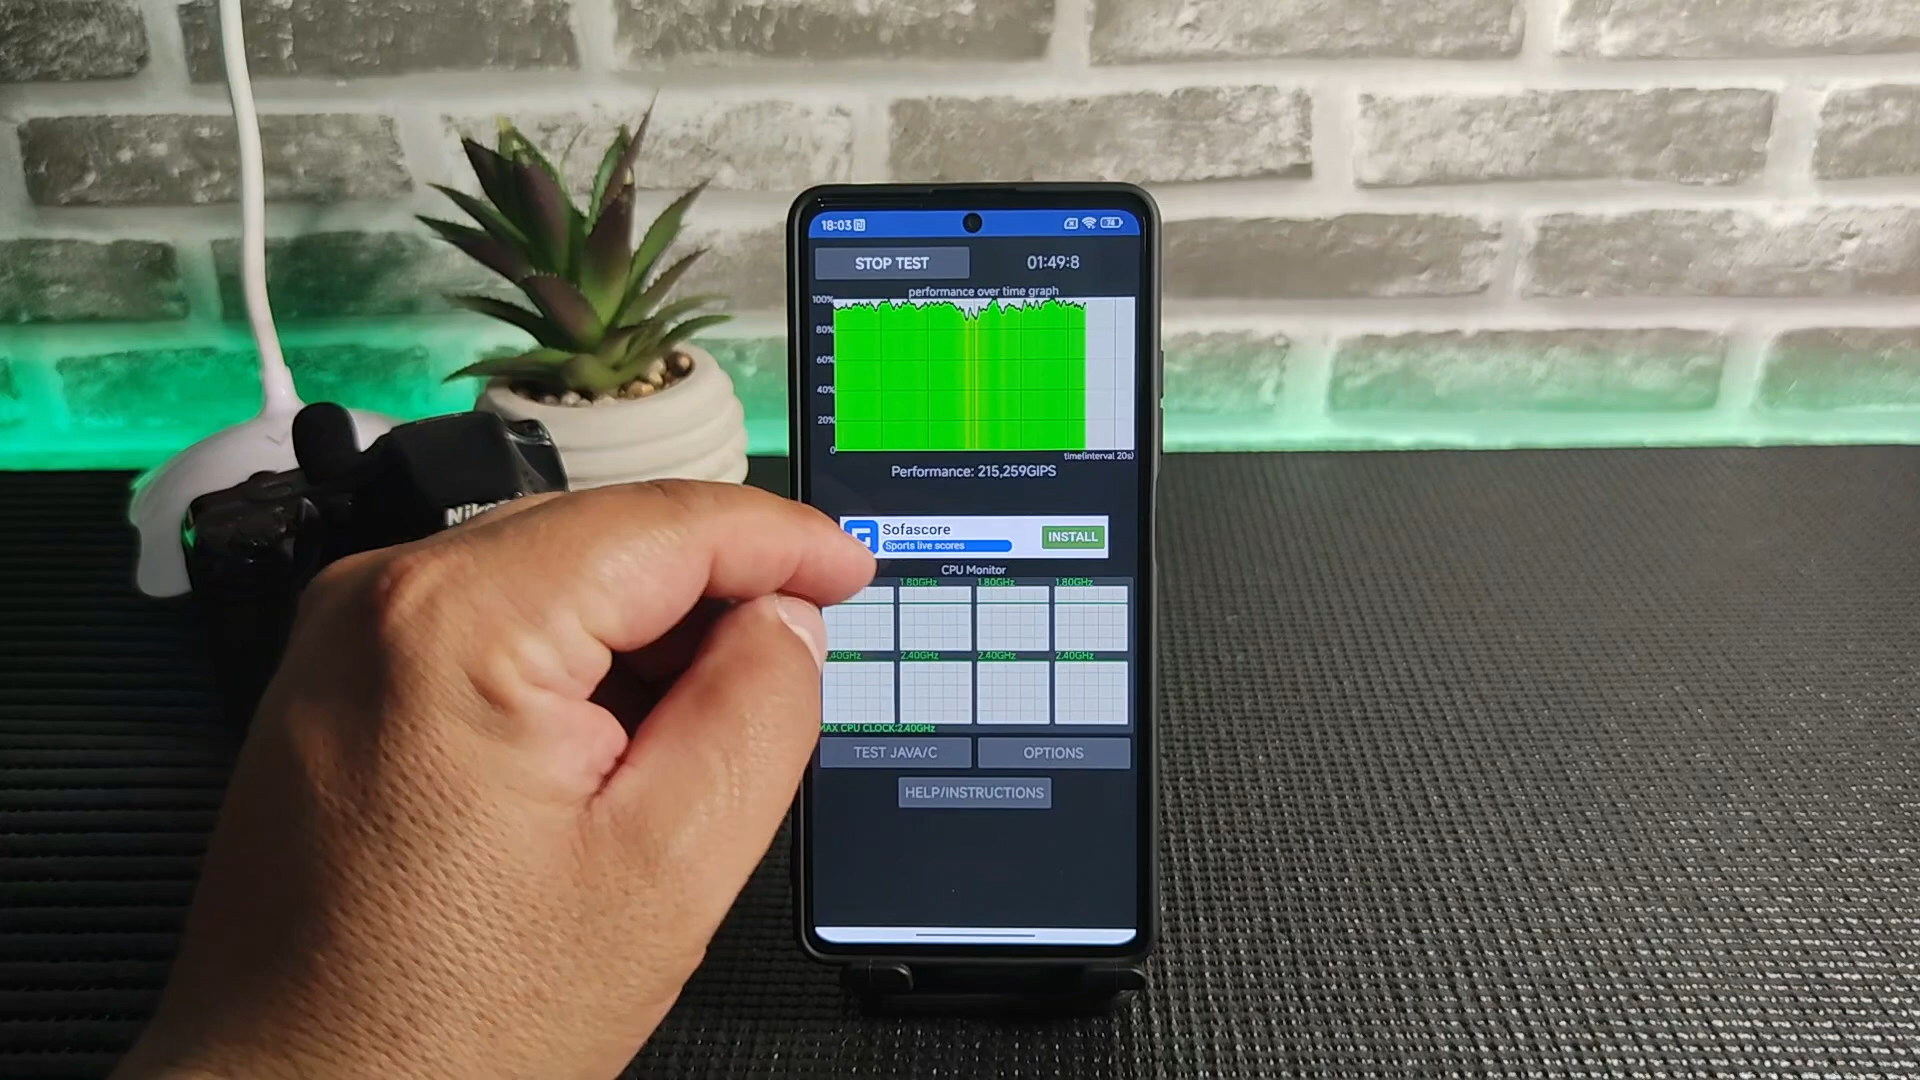 18:03
74
STOP TEST
01:49:8
performance over time graph
100%
80%
60%
40%
20%
0
time(interval 20s)
Performance: 215,259GIPS
Sofascore
Sports live scores
INSTALL
CPU Monitor
1.80GHz 1.80GHz 1.80GHz
2.40GHz 2.40GHz 2.40GHz
MAX CPU CLOCK:2.40GHz
TEST JAVA/C
OPTIONS
HELP/INSTRUCTIONS